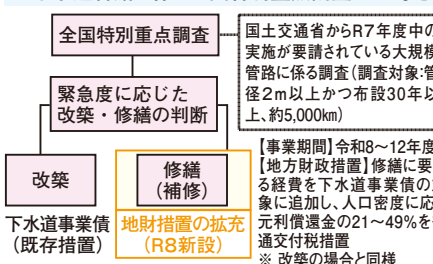 全国特別重点調査
国土交通省からR7年度中の
実施が要請されている大規模
管路に係る調査(調査対象:管
径2m以上かつ布設30年以
上、約5,000km)
緊急度に応じた
改築・修繕の判断
改築
修繕
(補修)
下水道事業債
(既存措置)
地財措置の拡充
(R8新設)
【事業期間】令和8〜12年度
【地方財政措置】修繕に要
る経費を下水道事業債の
象に追加し、人口密度に応
元利償還金の21〜49%を
通交付税措置
※ 改築の場合と同様